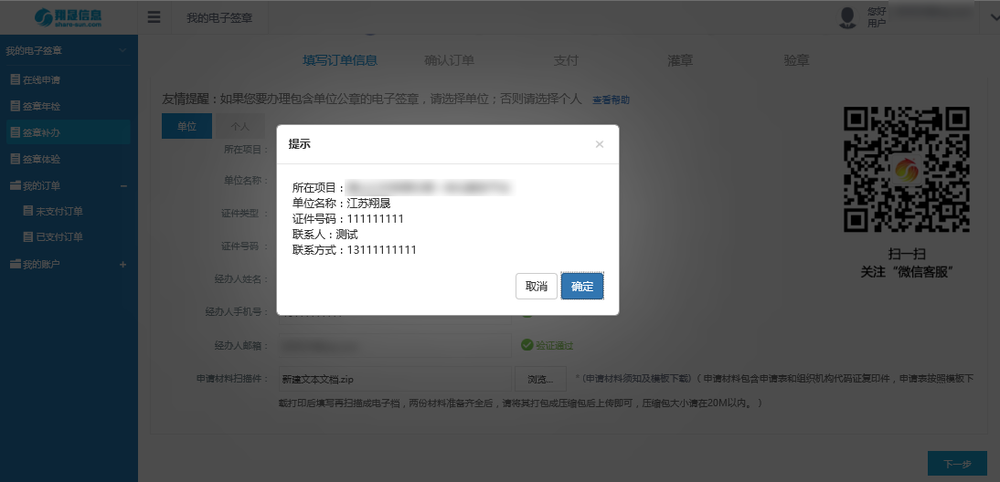 翔晟信息
share-sun.com
我的电子签章
您好
用户
我的电子签章
在线申请
签章年检
签章补办
签章体验
我的订单
未支付订单
已支付订单
我的账户
填写订单信息 确认订单 支付 灌章 验章
友情提醒：如果您要办理包含单位公章的电子签章，请选择单位；否则请选择个人 查看帮助
单位 个人
所在项目：
单位名称：
证件类型：
证件号码：
经办人姓名：
经办人手机号：
经办人邮箱：
验证通过
申请材料扫描件：
新建文本文档.zip
浏览...
*(申请材料须知及模板下载)（申请材料包含申请表和组织机构代码证复印件，申请表按照模板下
载打印后填写再扫描成电子档，两份材料准备齐全后，请将其打包成压缩包后上传即可，压缩包大小请在20M以内。）
提示
×
所在项目：
单位名称：江苏翔晟
证件号码：111111111
联系人：测试
联系方式：13111111111
取消 确定
扫一扫
关注“微信客服”
下一步